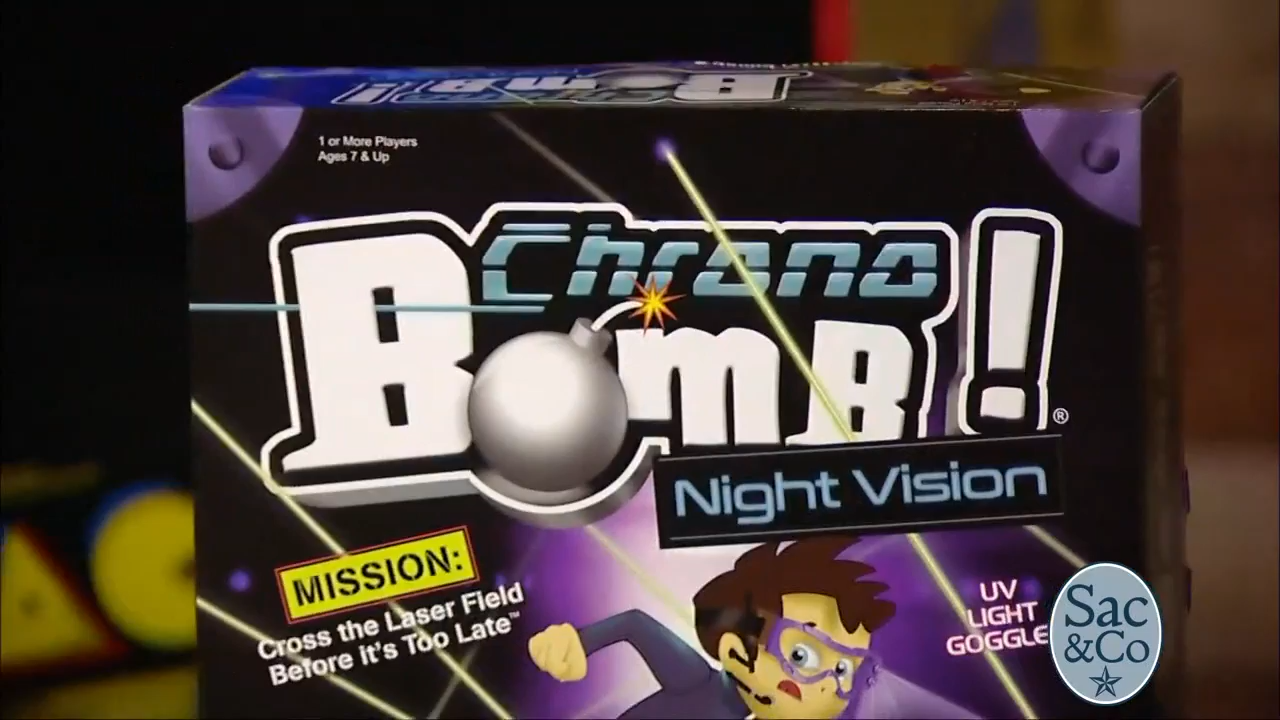 1 or More Players
Ages 7 & Up
Chrono
BomB!®
Night Vision
MISSION:
Cross the Laser Field
Before it's Too Late™
UV
LIGHT
GOGGLE
Sac
&Co